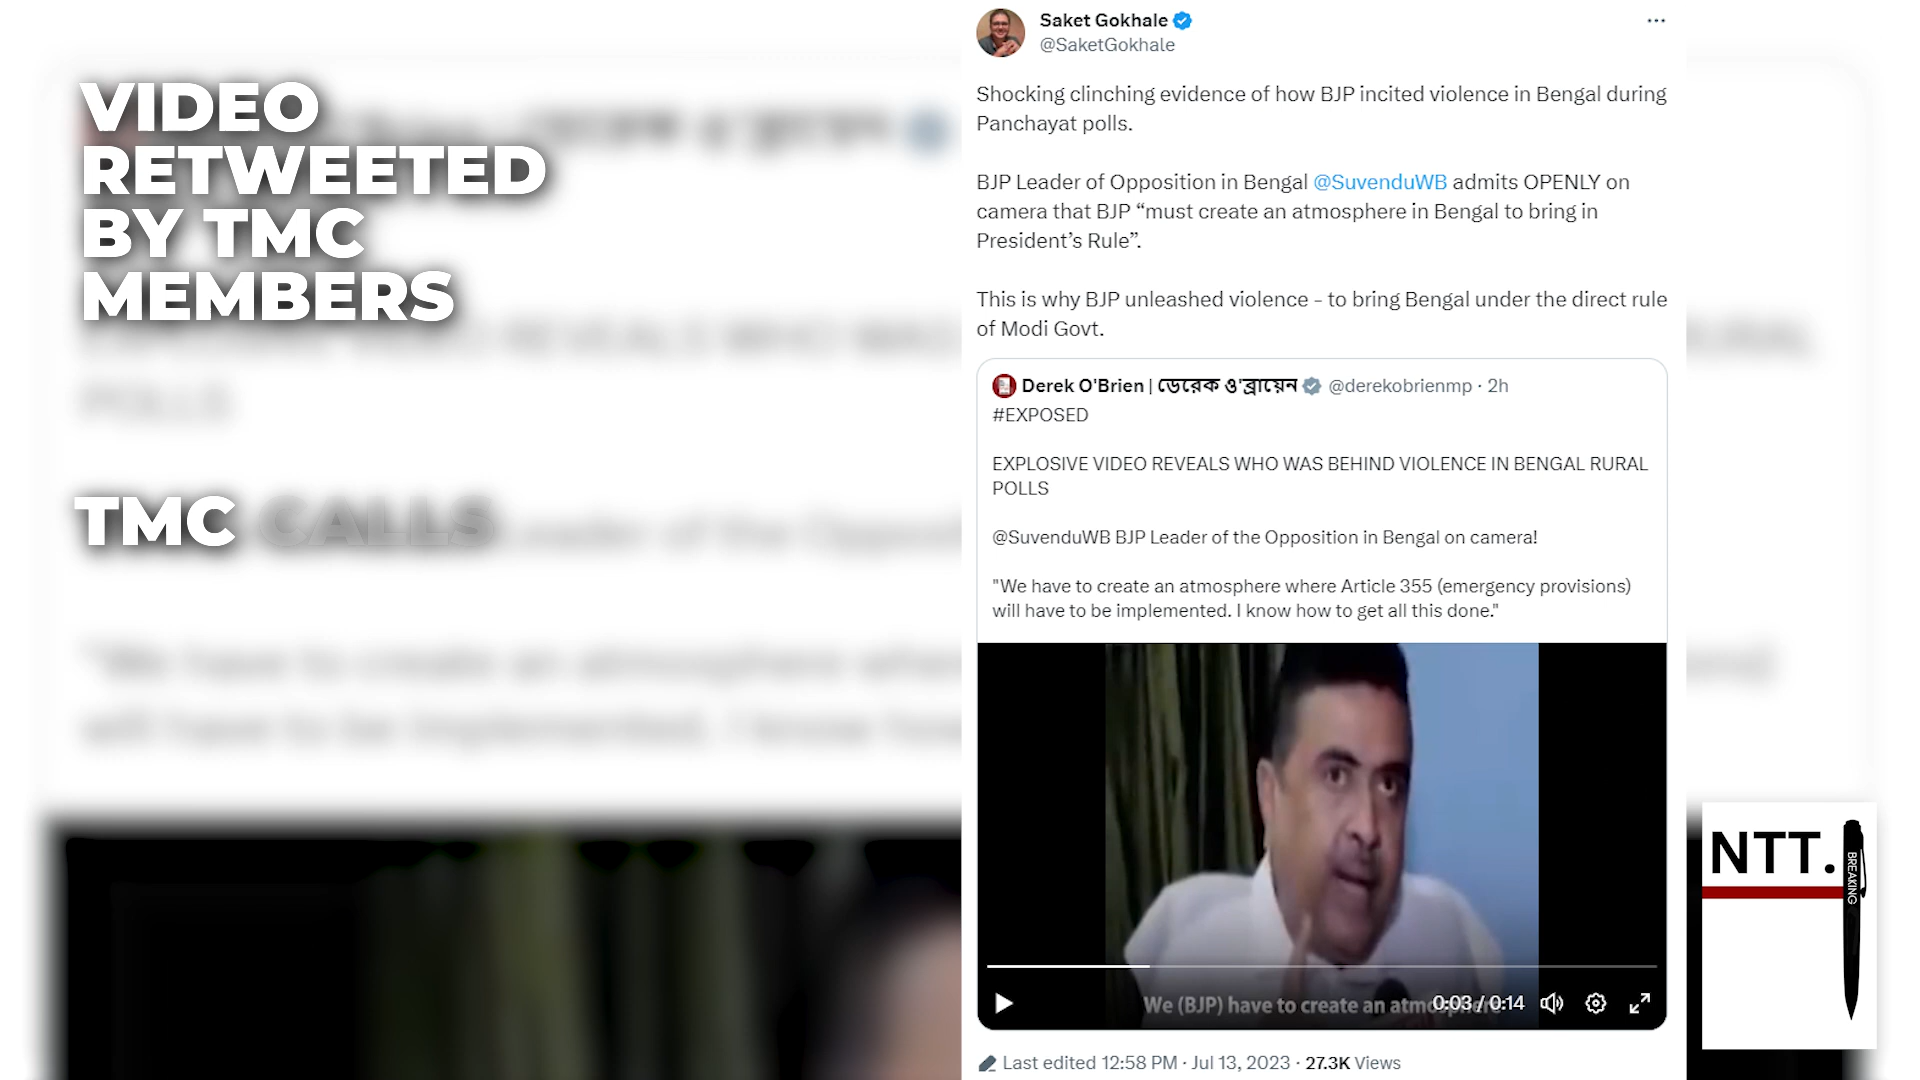 VIDEO
RETWEETED
BY TMC
MEMBERS
TMC CALLS
Saket Gokhale
@SaketGokhale
Shocking clinching evidence of how BJP incited violence in Bengal during
Panchayat polls.
BJP Leader of Opposition in Bengal @SuvenduWB admits OPENLY on
camera that BJP “must create an atmosphere in Bengal to bring in
President’s Rule”.
This is why BJP unleashed violence - to bring Bengal under the direct rule
of Modi Govt.
Derek O'Brien | ডেরেক ও'ব্রায়েন @derekobrienmp · 2h
#EXPOSED
EXPLOSIVE VIDEO REVEALS WHO WAS BEHIND VIOLENCE IN BENGAL RURAL
POLLS
@SuvenduWB BJP Leader of the Opposition in Bengal on camera!
"We have to create an atmosphere where Article 355 (emergency provisions)
will have to be implemented. I know how to get all this done."
We (BJP) have to create an atmosphere
0:03 / 0:14
Last edited 12:58 PM · Jul 13, 2023 · 27.3K Views
NTT.
BREAKING